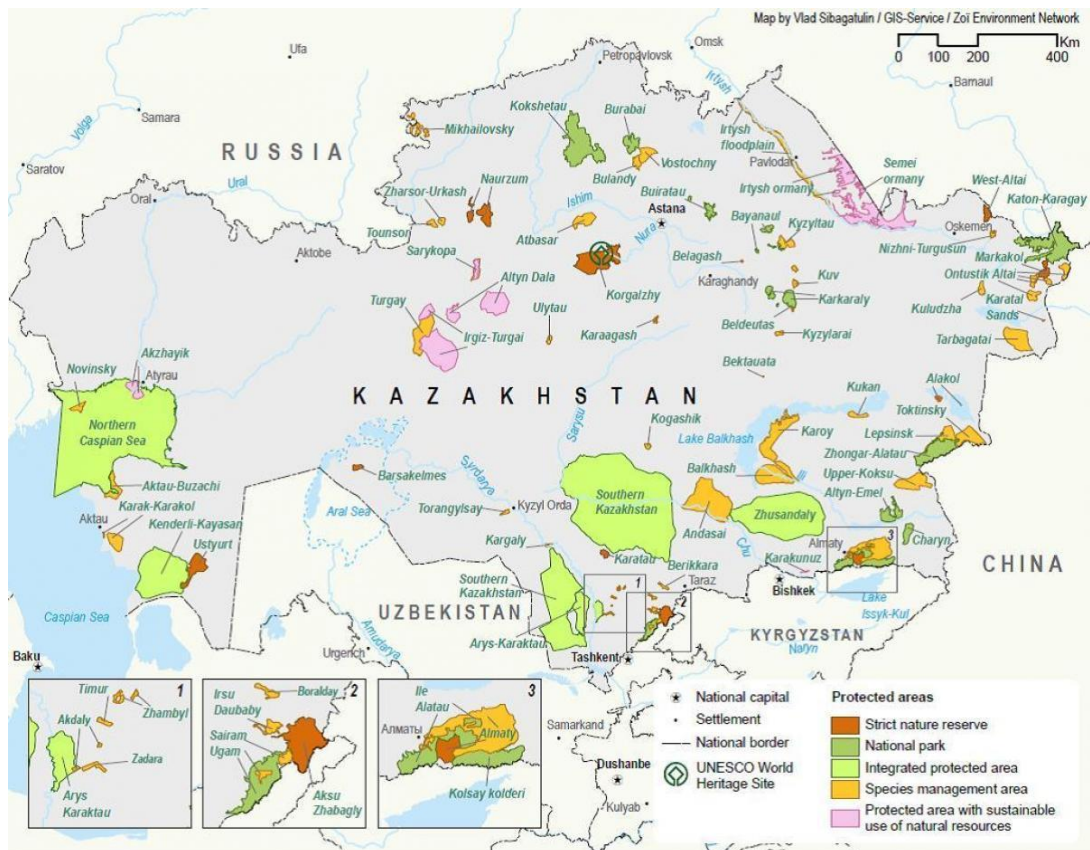 Map by Vlad Sibagatulin / GIS-Service / Zoï Environment Network
0 100 200 400
Km
Ufa
Petropavlovsk
Omsk
Irtysh
Barnaul
Volga
Samara
Kokshetau
Burabai
Mikhailovsky
Irtysh
floodplain
RUSSIA
Saratov
Vostochny
Pavlodar
Semei
ormany
Bulandy
Ural
Zharsor-Urkash
Naurzum
Irtysh ormany
West-Altai
Oral
Ishim
Buiratau
Astana
Katon-Karagay
Tounsor
Atbasar
Nura
Bayanaul
Kyzyltau
Oskemen
Aktobe
Sarykopa
Belagash
Nizhni-Turgusun
Markakol
Altyn Dala
Korgalzhy
Karaghandy
Kuv
Ontustik Altai
Turgay
Ulytau
Karkaraly
Kuludzha
Karatal
Sands
Irgiz-Turgai
Karaagash
Beldeutas
Kyzylarai
Tarbagatai
Akzhayik
Novinsky
Atyrau
Bektauata
KAZAKHSTAN
Kukan
Alakol
Northern
Caspian Sea
Sarysu
Kogashik
Toktinsky
Lake Balkhash
Karoy
Lepsinsk
Zhongar-Alatau
Barsakelmes
Syrdarya
Balkhash
Ili
Upper-Koksu
Aktau-Buzachi
Southern
Kazakhstan
Altyn-Emel
Karak-Karakol
Torangylsay
Kyzyl Orda
Zhusandaly
Aktau
Kenderli-Kayasan
Aral Sea
Andasai
Ustyurt
Kargaly
Chu
Almaty
3
Charyn
Karatau
Berikkara
Karakunuz
CHINA
Southern
Kazakhstan
1
Taraz
Bishkek
Caspian Sea
UZBEKISTAN
2
Lake
Issyk-Kul
Arys-Karaktau
KYRGYZSTAN
Amudarya
Urgench
Naryn
Baku
Tashkent
1
Timur
Zhambyl
Akdaly
Zadara
Arys
Karaktau
2
Irsu
Daubaby
Boralday
Sairam
Ugam
Aksu
Zhabagly
3
Ile
Alatau
Алматы
Almaty
Kolsay kolderi
Samarkand
Dushanbe
Kulyab
National capital
Settlement
National border
UNESCO World
Heritage Site
Protected areas
Strict nature reserve
National park
Integrated protected area
Species management area
Protected area with sustainable
use of natural resources